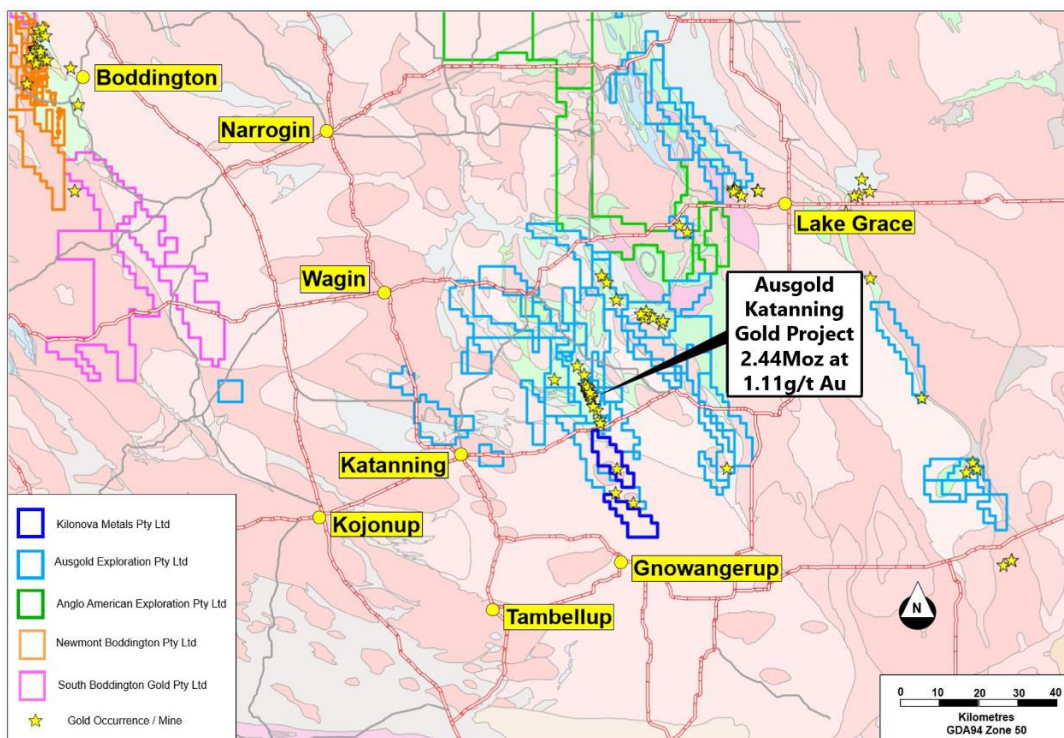 Boddington
Narrogin
Lake Grace
Wagin
Ausgold
Katanning
Gold Project
2.44Moz at
1.11g/t Au
Katanning
Kojonup
Gnowangerup
Tambellup
Kilonova Metals Pty Ltd
Ausgold Exploration Pty Ltd
Anglo American Exploration Pty Ltd
Newmont Boddington Pty Ltd
South Boddington Gold Pty Ltd
Gold Occurrence / Mine
N
0 10 20 30 40
Kilometres
GDA94 Zone 50